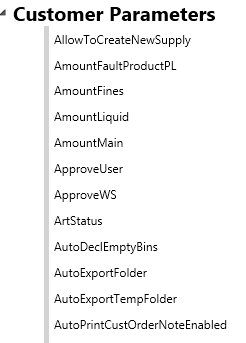 Customer Parameters
AllowToCreateNewSupply
AmountFaultProductPL
AmountFines
AmountLiquid
AmountMain
ApproveUser
ApproveWS
ArtStatus
AutoDeclEmptyBins
AutoExportFolder
AutoExportTempFolder
AutoPrintCustOrderNoteEnabled